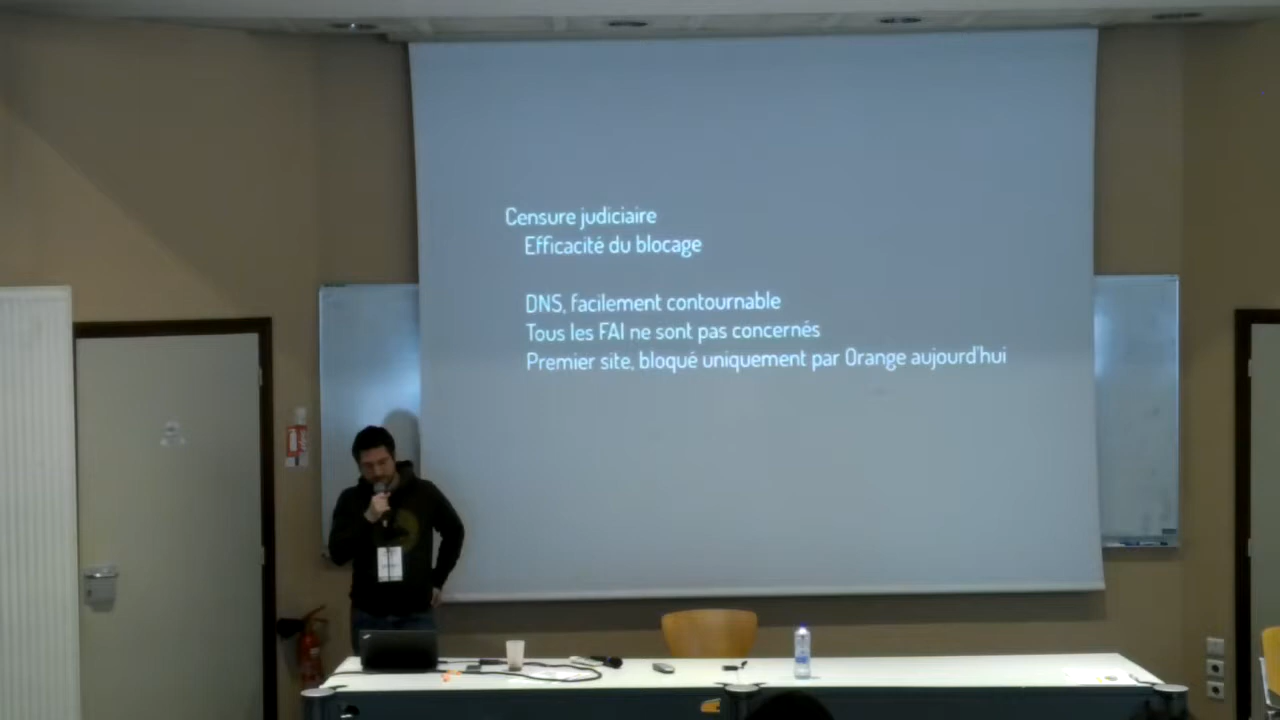 Censure judiciaire
Efficacité du blocage
DNS, facilement contournable
Tous les FAI ne sont pas concernés
Premier site, bloqué uniquement par Orange aujourd'hui